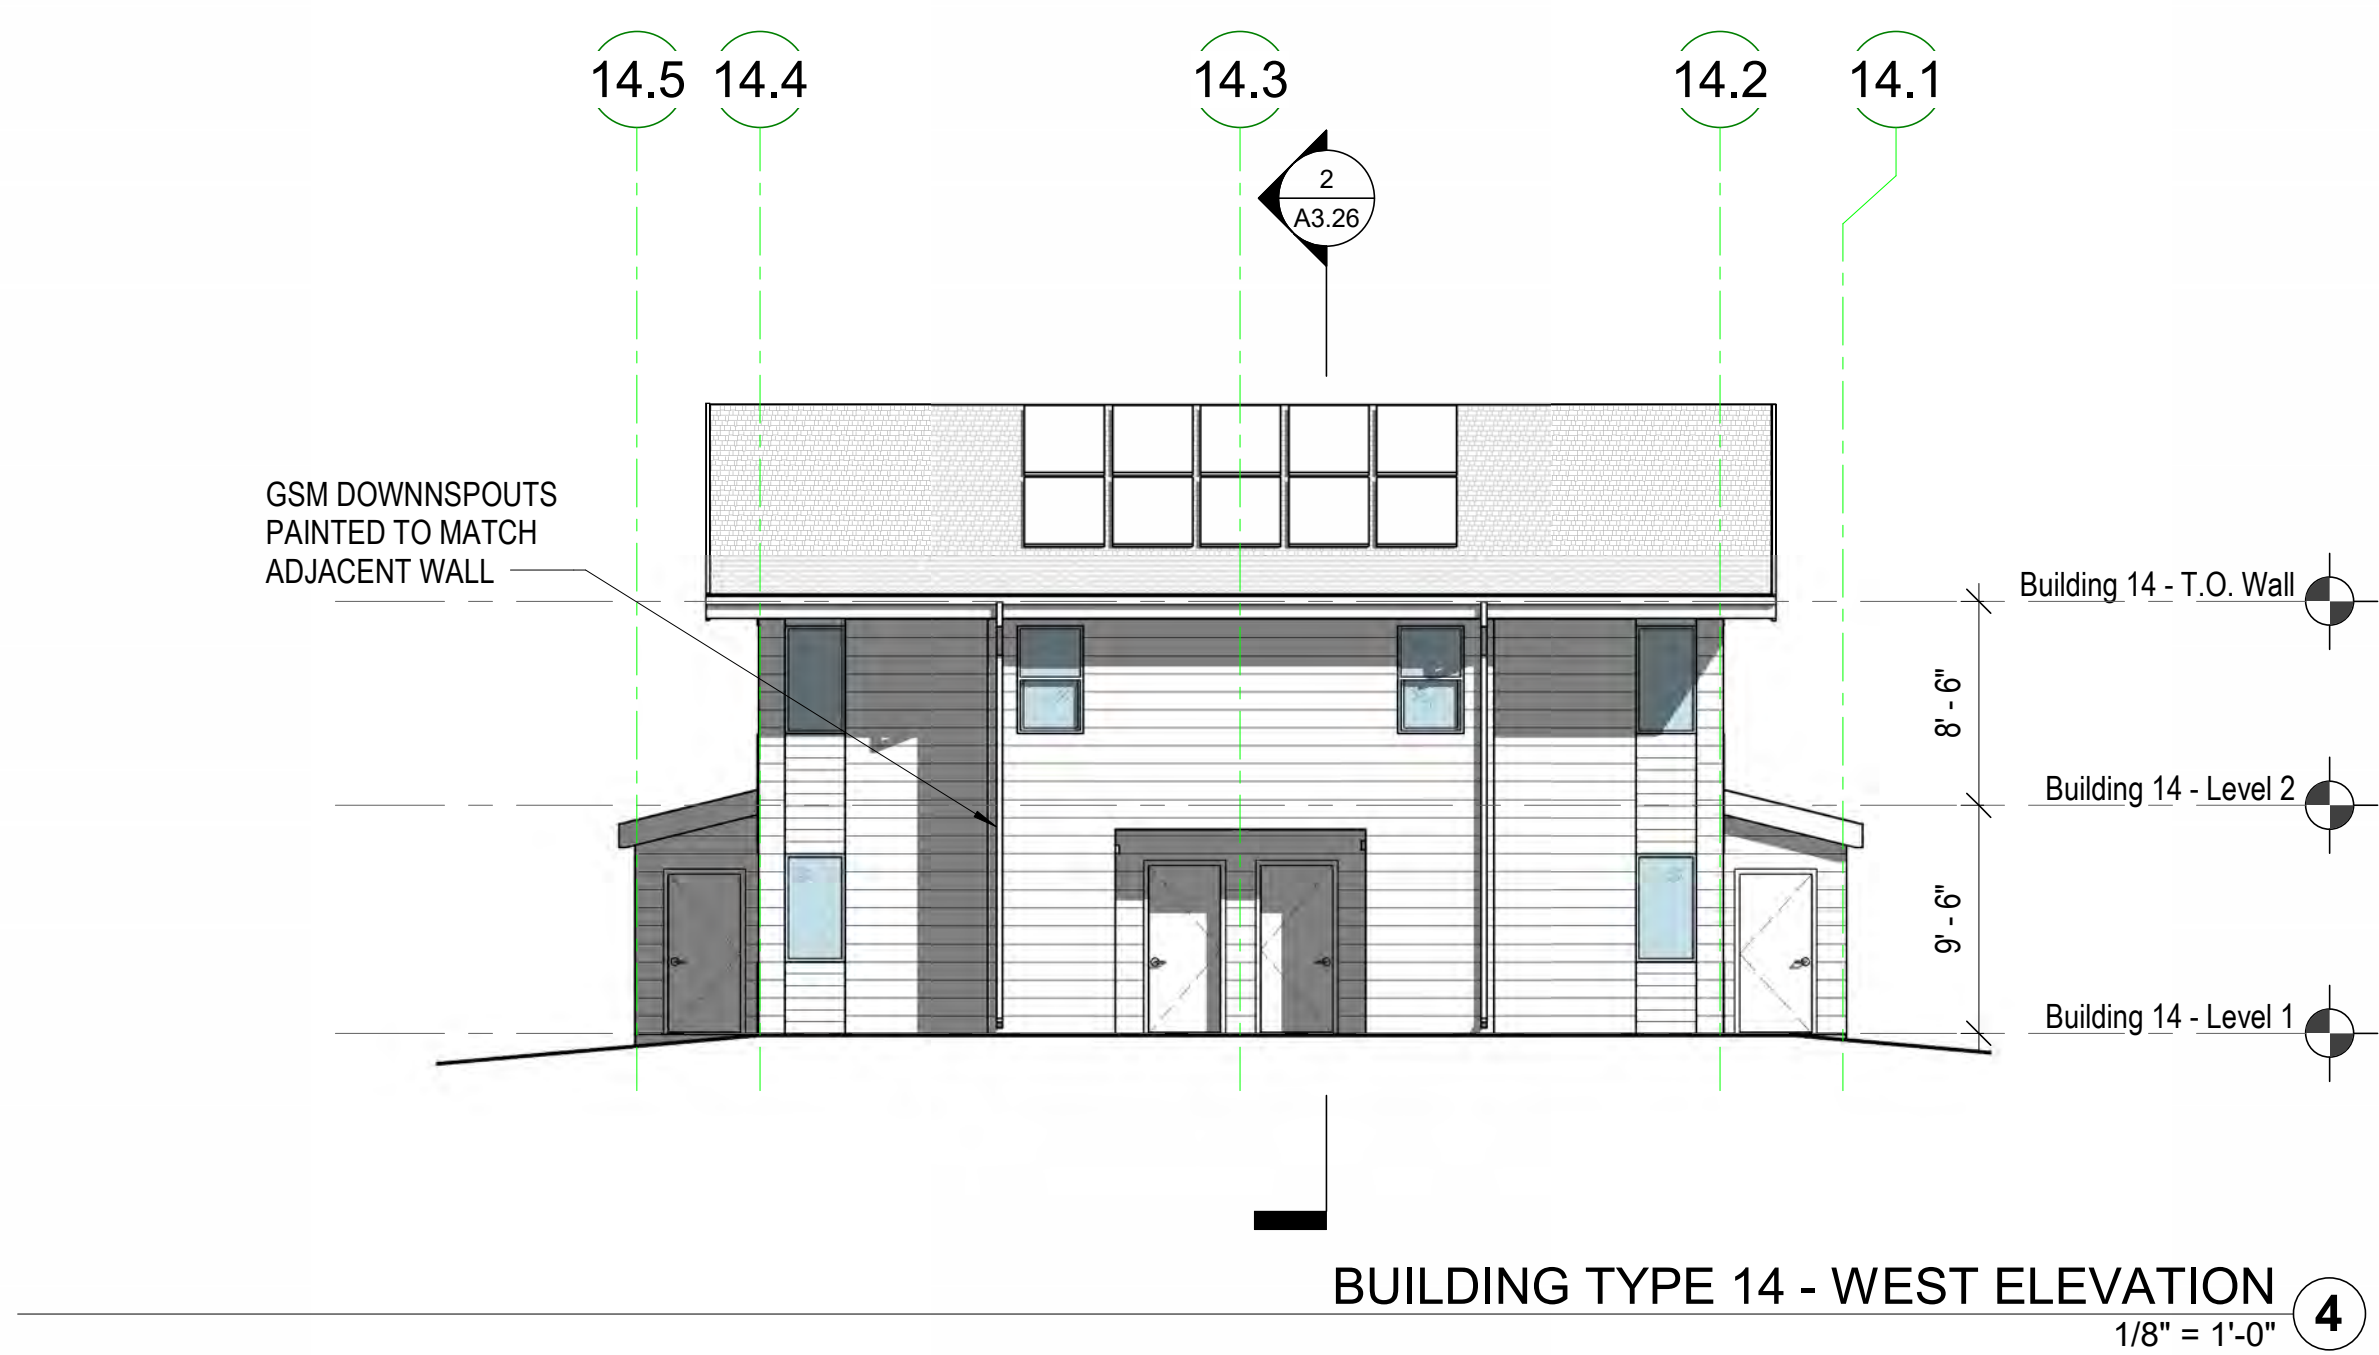 14.5 14.4 14.3 14.2 14.1
2
A3.26
GSM DOWNNSPOUTS
PAINTED TO MATCH
ADJACENT WALL
Building 14 - T.O. Wall
8' - 6"
Building 14 - Level 2
9' - 6"
Building 14 - Level 1
BUILDING TYPE 14 - WEST ELEVATION
4
1/8" = 1'-0"